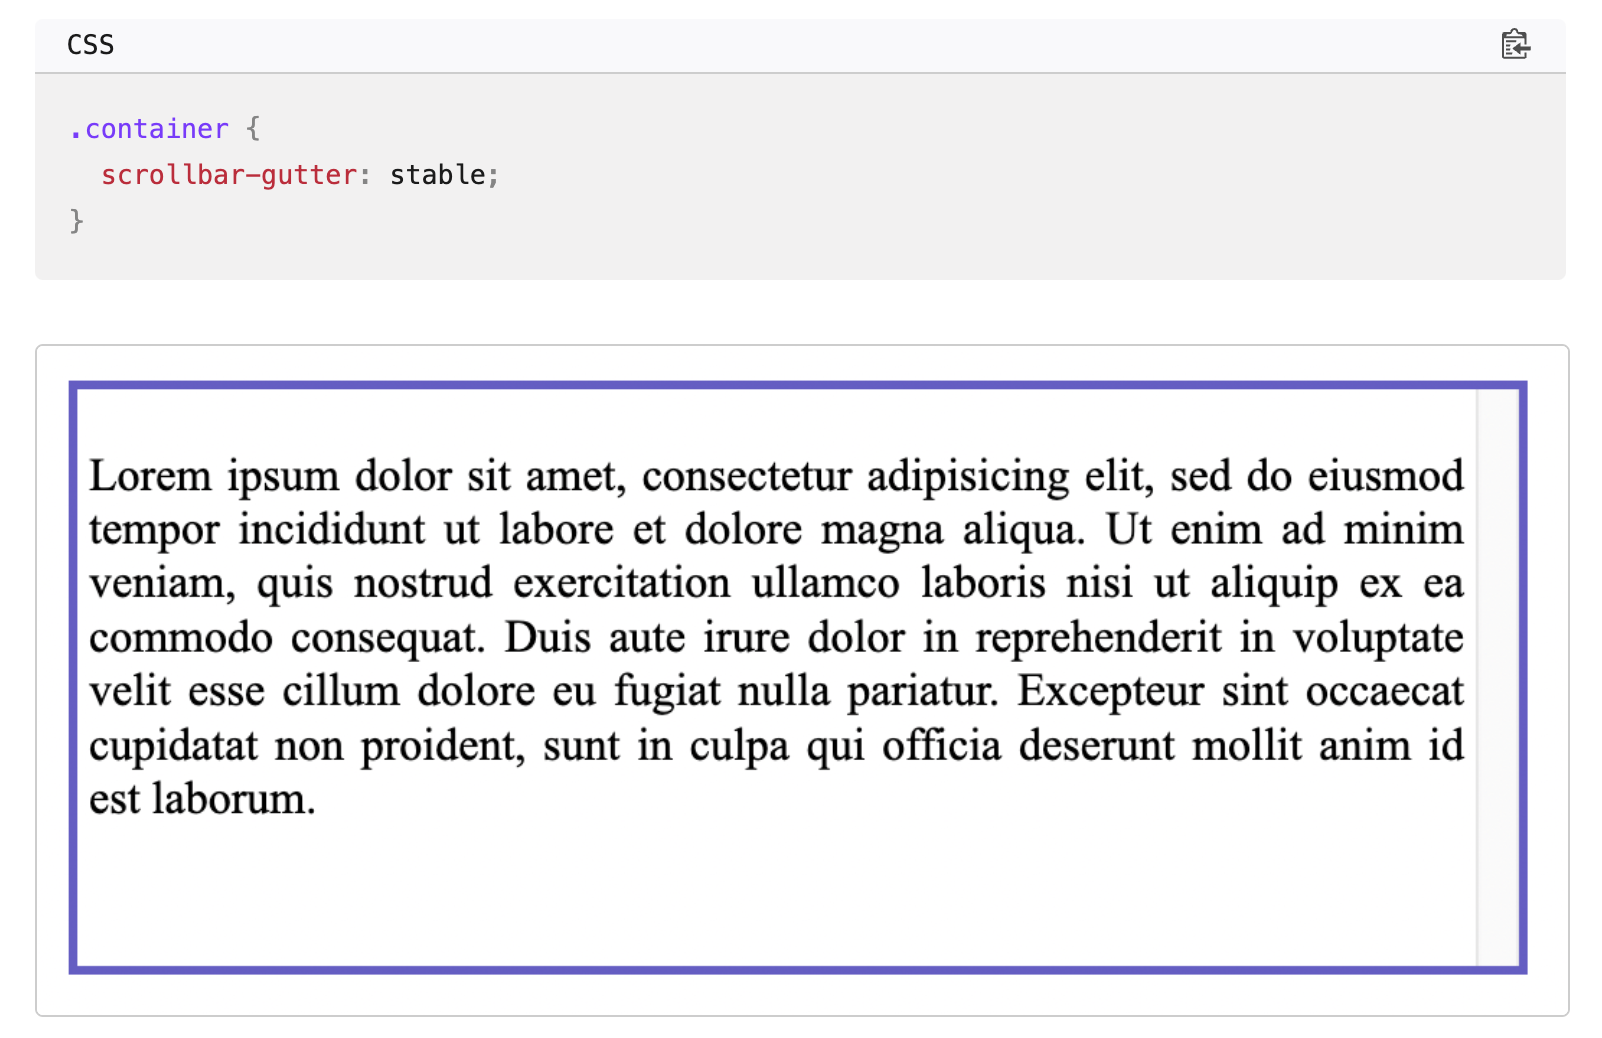 CSS
.container {
  scrollbar-gutter: stable;
}
Lorem ipsum dolor sit amet, consectetur adipisicing elit, sed do eiusmod
tempor incididunt ut labore et dolore magna aliqua. Ut enim ad minim
veniam, quis nostrud exercitation ullamco laboris nisi ut aliquip ex ea
commodo consequat. Duis aute irure dolor in reprehenderit in voluptate
velit esse cillum dolore eu fugiat nulla pariatur. Excepteur sint occaecat
cupidatat non proident, sunt in culpa qui officia deserunt mollit anim id
est laborum.